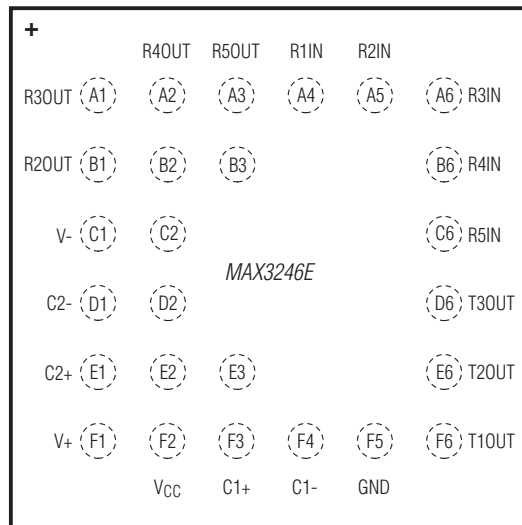 +
R4OUT R5OUT R1IN R2IN
R3OUT A1 A2 A3 A4 A5 A6 R3IN
R2OUT B1 B2 B3 B6 R4IN
V- C1 C2 C6 R5IN
MAX3246E
C2- D1 D2 D6 T3OUT
C2+ E1 E2 E3 E6 T2OUT
V+ F1 F2 F3 F4 F5 F6 T1OUT
VCC C1+ C1- GND